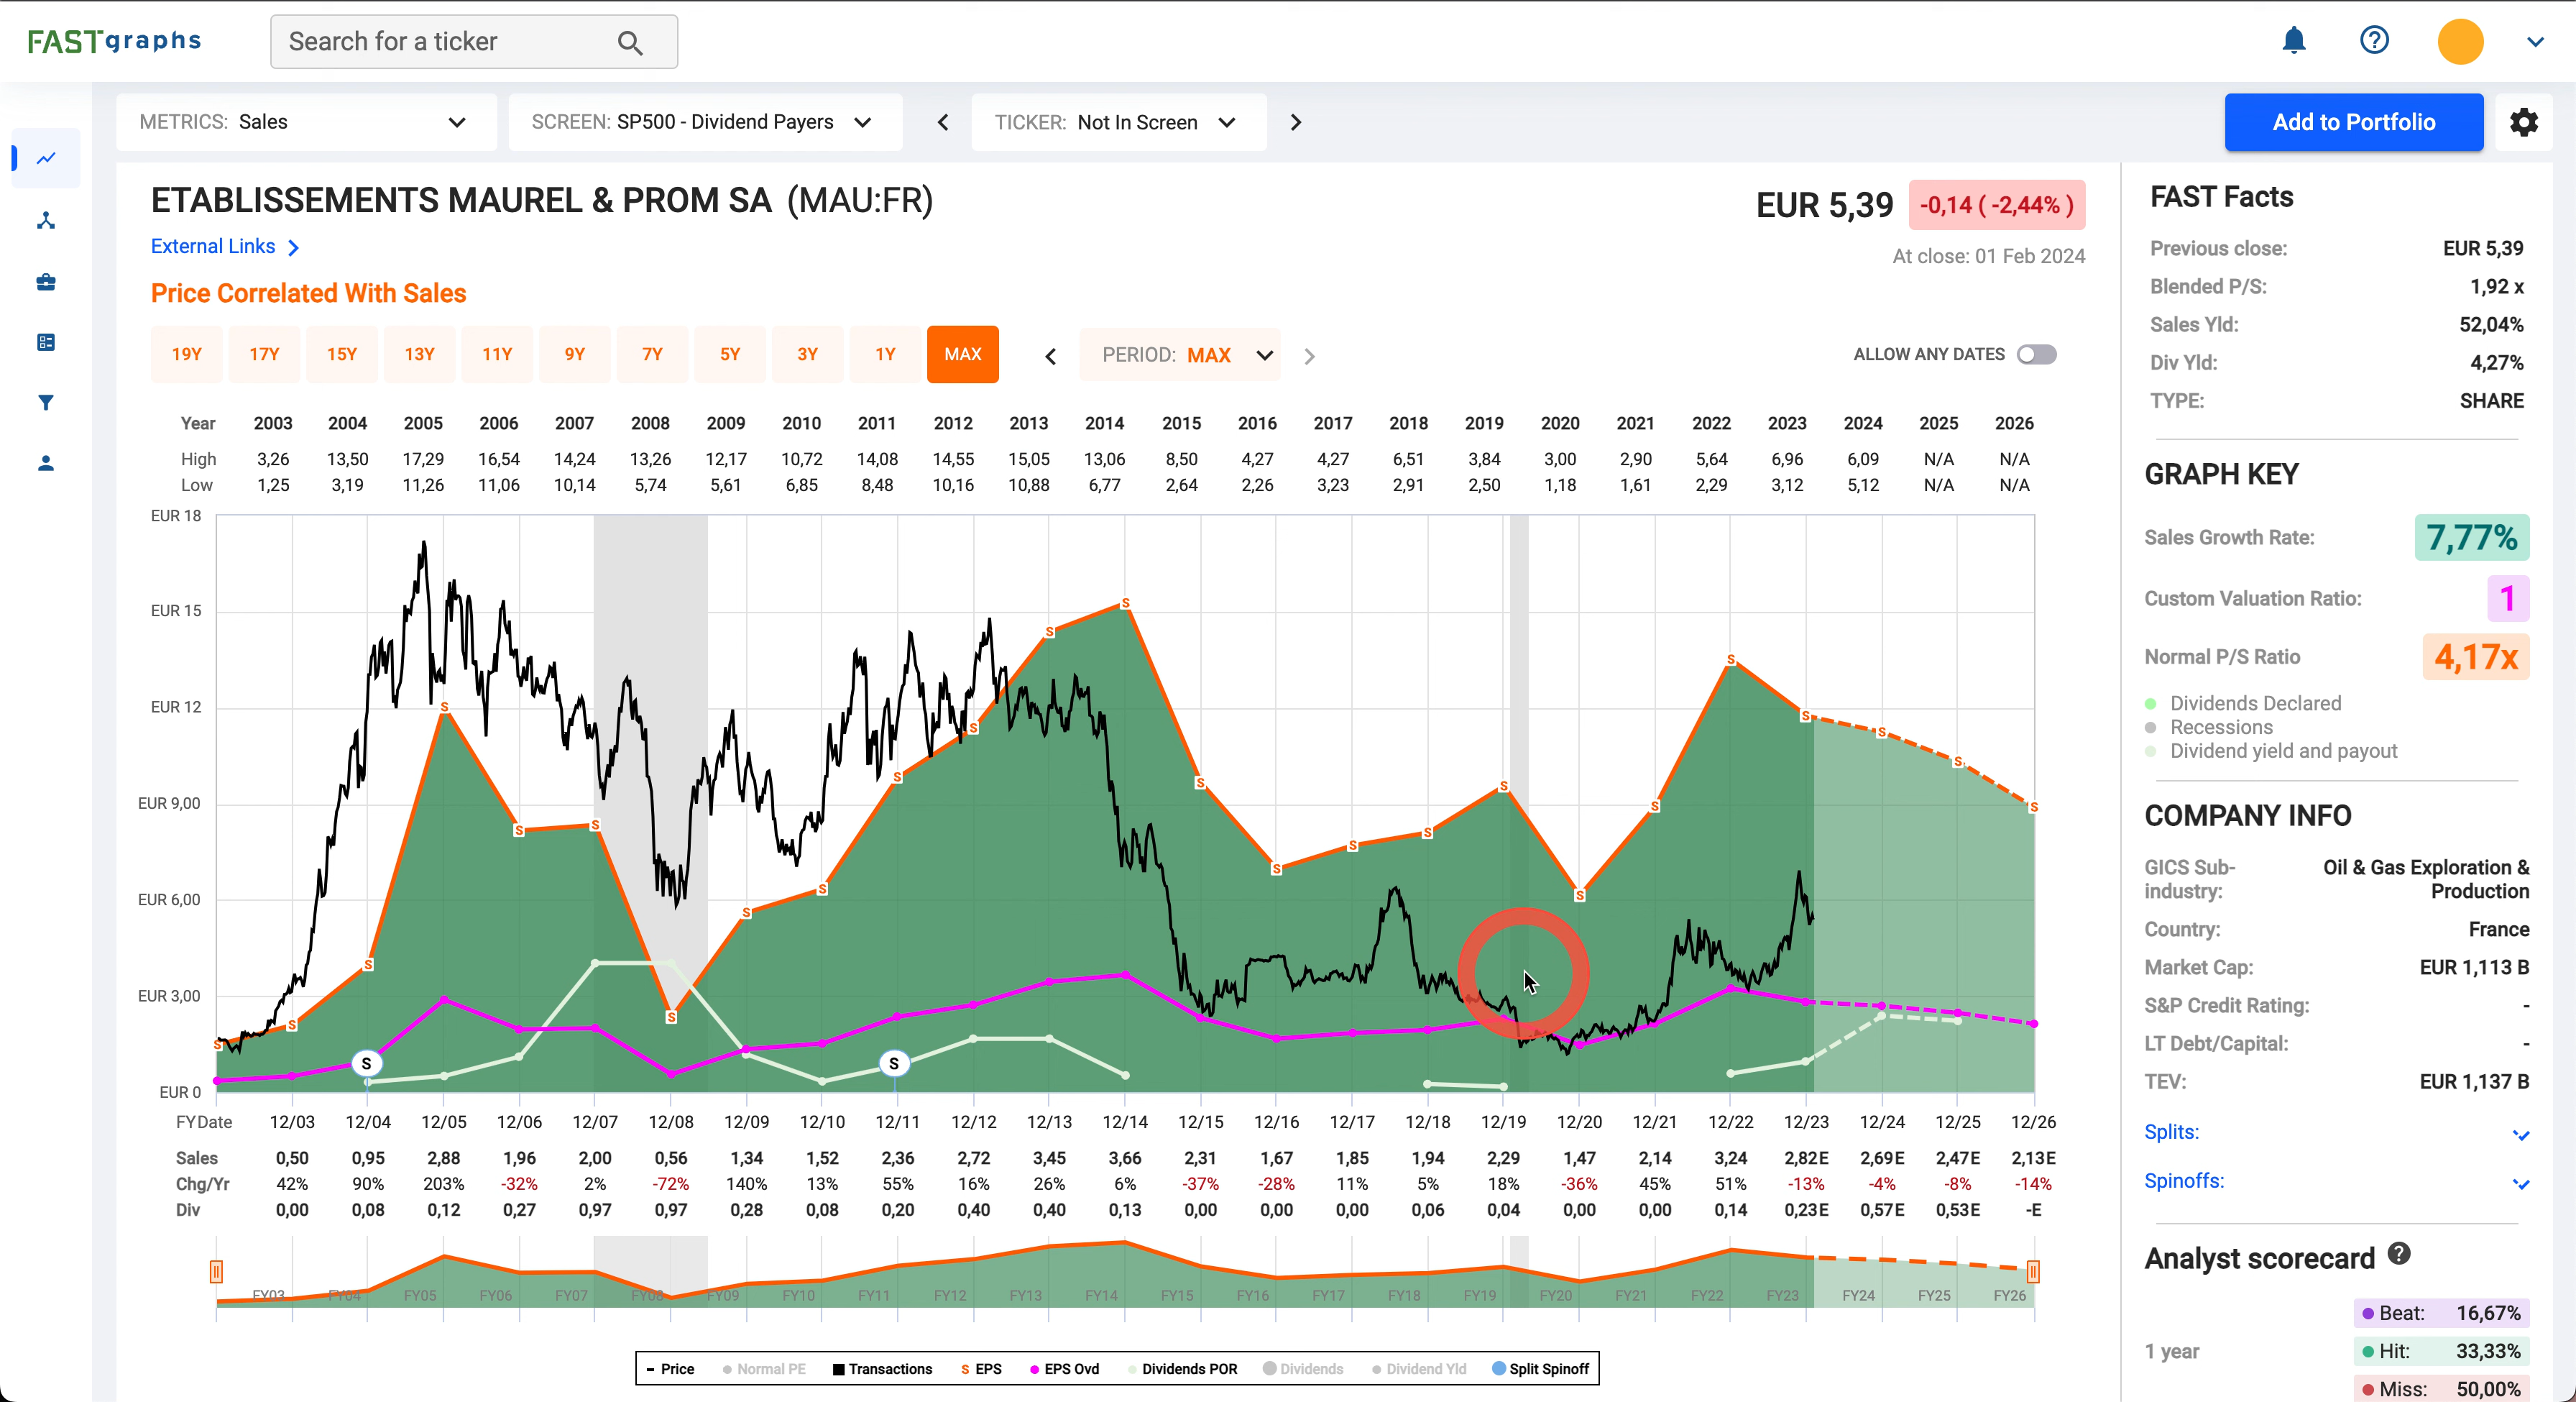 FASTgraphs
Search for a ticker
METRICS: Sales
SCREEN: SP500 - Dividend Payers
TICKER: Not In Screen
Add to Portfolio
ETABLISSEMENTS MAUREL & PROM SA (MAU:FR)
EUR 5,39
-0,14 ( -2,44% )
External Links
At close: 01 Feb 2024
Price Correlated With Sales
19Y 17Y 15Y 13Y 11Y 9Y 7Y 5Y 3Y 1Y MAX
PERIOD: MAX
ALLOW ANY DATES
Year 2003 2004 2005 2006 2007 2008 2009 2010 2011 2012 2013 2014 2015 2016 2017 2018 2019 2020 2021 2022 2023 2024 2025 2026
High 3,26 13,50 17,29 16,54 14,24 13,26 12,17 10,72 14,08 14,55 15,05 13,06 8,50 4,27 4,27 6,51 3,84 3,00 2,90 5,64 6,96 6,09 N/A N/A
Low 1,25 3,19 11,26 11,06 10,14 5,74 5,61 6,85 8,48 10,16 10,88 6,77 2,64 2,26 3,23 2,91 2,50 1,18 1,61 2,29 3,12 5,12 N/A N/A
EUR 18
EUR 15
EUR 12
EUR 9,00
EUR 6,00
EUR 3,00
EUR 0
S S
FYDate 12/03 12/04 12/05 12/06 12/07 12/08 12/09 12/10 12/11 12/12 12/13 12/14 12/15 12/16 12/17 12/18 12/19 12/20 12/21 12/22 12/23 12/24 12/25 12/26
Sales 0,50 0,95 2,88 1,96 2,00 0,56 1,34 1,52 2,36 2,72 3,45 3,66 2,31 1,67 1,85 1,94 2,29 1,47 2,14 3,24 2,82E 2,69E 2,47E 2,13E
Chg/Yr 42% 90% 203% -32% 2% -72% 140% 13% 55% 16% 26% 6% -37% -28% 11% 5% 18% -36% 45% 51% -13% -4% -8% -14%
Div 0,00 0,08 0,12 0,27 0,97 0,97 0,28 0,08 0,20 0,40 0,40 0,13 0,00 0,00 0,00 0,06 0,04 0,00 0,00 0,14 0,23E 0,57E 0,53E -E
FY03 FY04 FY05 FY06 FY07 FY08 FY09 FY10 FY11 FY12 FY13 FY14 FY15 FY16 FY17 FY18 FY19 FY20 FY21 FY22 FY23 FY24 FY25 FY26
Price Normal PE Transactions S EPS EPS Ovd Dividends POR Dividends Dividend Yld Split Spinoff
FAST Facts
Previous close: EUR 5,39
Blended P/S: 1,92 x
Sales Yld: 52,04%
Div Yld: 4,27%
TYPE: SHARE
GRAPH KEY
Sales Growth Rate: 7,77%
Custom Valuation Ratio: 1
Normal P/S Ratio 4,17x
Dividends Declared
Recessions
Dividend yield and payout
COMPANY INFO
GICS Sub-industry: Oil & Gas Exploration & Production
Country: France
Market Cap: EUR 1,113 B
S&P Credit Rating: -
LT Debt/Capital: -
TEV: EUR 1,137 B
Splits:
Spinoffs:
Analyst scorecard
1 year
Beat: 16,67%
Hit: 33,33%
Miss: 50,00%